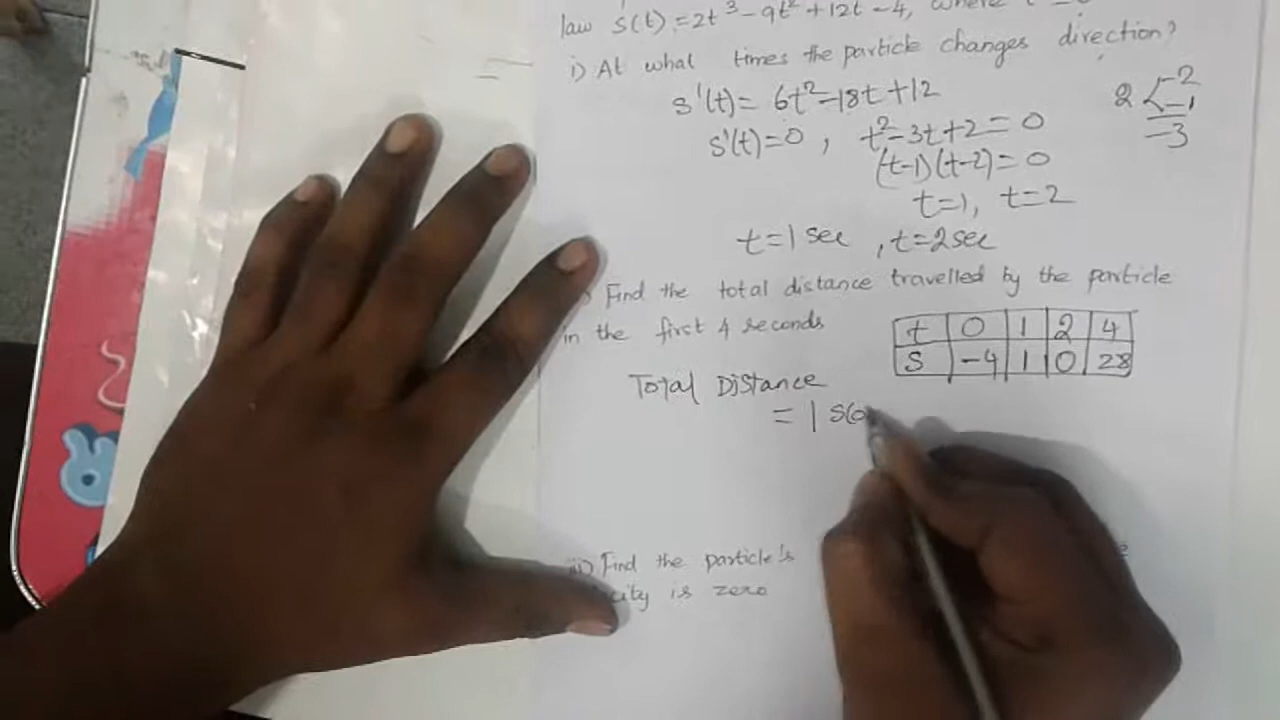 law s(t) = 2t³ - 9t² + 12t - 4, where t
i) At what times the particle changes direction?
s'(t) = 6t² - 18t + 12
s'(t) = 0 , t² - 3t + 2 = 0
(t-1)(t-2) = 0
t=1, t=2
2 < -2
-1
-3
t = 1 sec , t = 2 sec
) Find the total distance travelled by the particle
in the first 4 seconds
t 0 1 2 4
S -4 1 0 28
Total Distance
= | s(0
iii) Find the particle's
city is zero